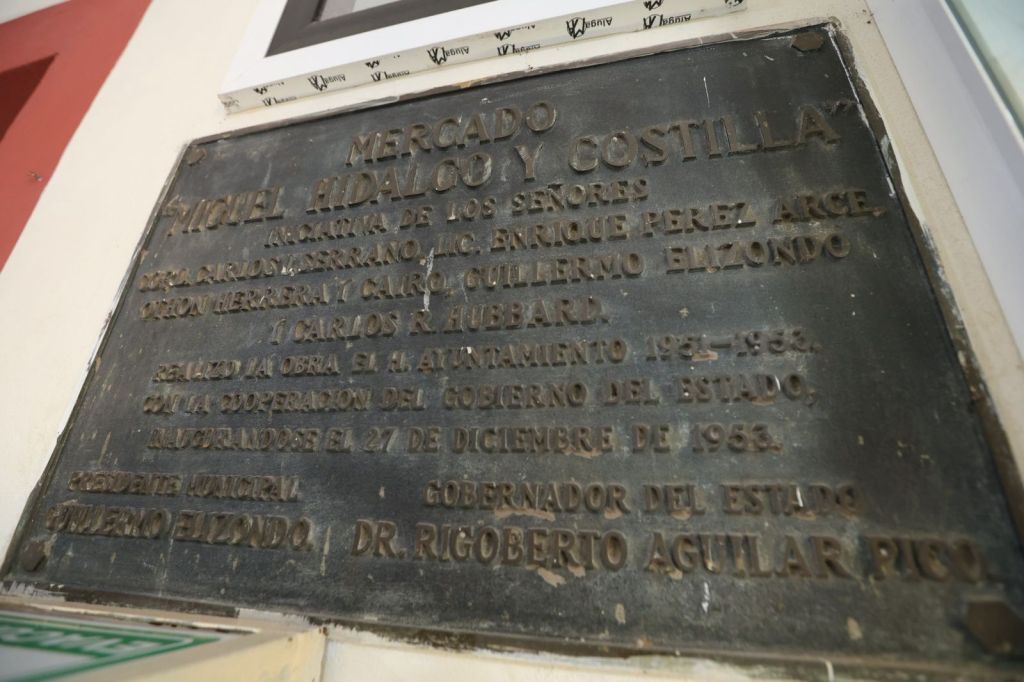 MERCADO
"MIGUEL HIDALGO Y COSTILLA"
INICIATIVA DE LOS SEÑORES
CARLOS I. SERRANO, LIC. ENRIQUE PEREZ ARCE,
OTHON HERRERA Y CAIRO, GUILLERMO ELIZONDO
Y CARLOS R. HUBBARD.
REALIZO LA OBRA EL H. AYUNTAMIENTO 1951-1953,
CON LA COOPERACION DEL GOBIERNO DEL ESTADO,
INAUGURANDOSE EL 27 DE DICIEMBRE DE 1953.
PRESIDENTE MUNICIPAL
GUILLERMO ELIZONDO.
GOBERNADOR DEL ESTADO
DR. RIGOBERTO AGUILAR PICO.